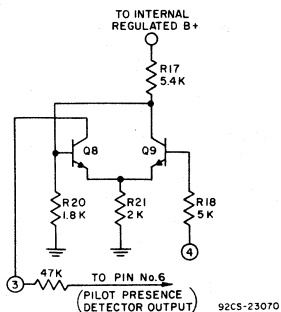 TO INTERNAL
REGULATED B+
R17
5.4K
Q8
Q9
R20
1.8K
R21
2K
R18
5K
4
3
47K
TO PIN No.6
(PILOT PRESENCE
DETECTOR OUTPUT)
92CS-23070